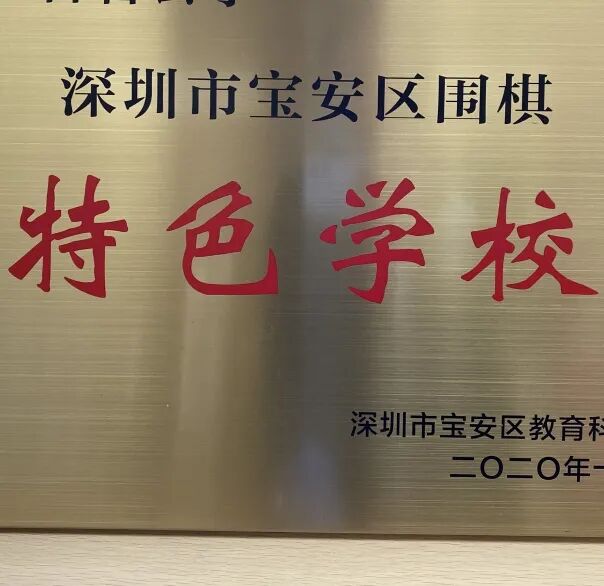 深圳市宝安区围棋
特色学校
深圳市宝安区教育科
二〇二〇年